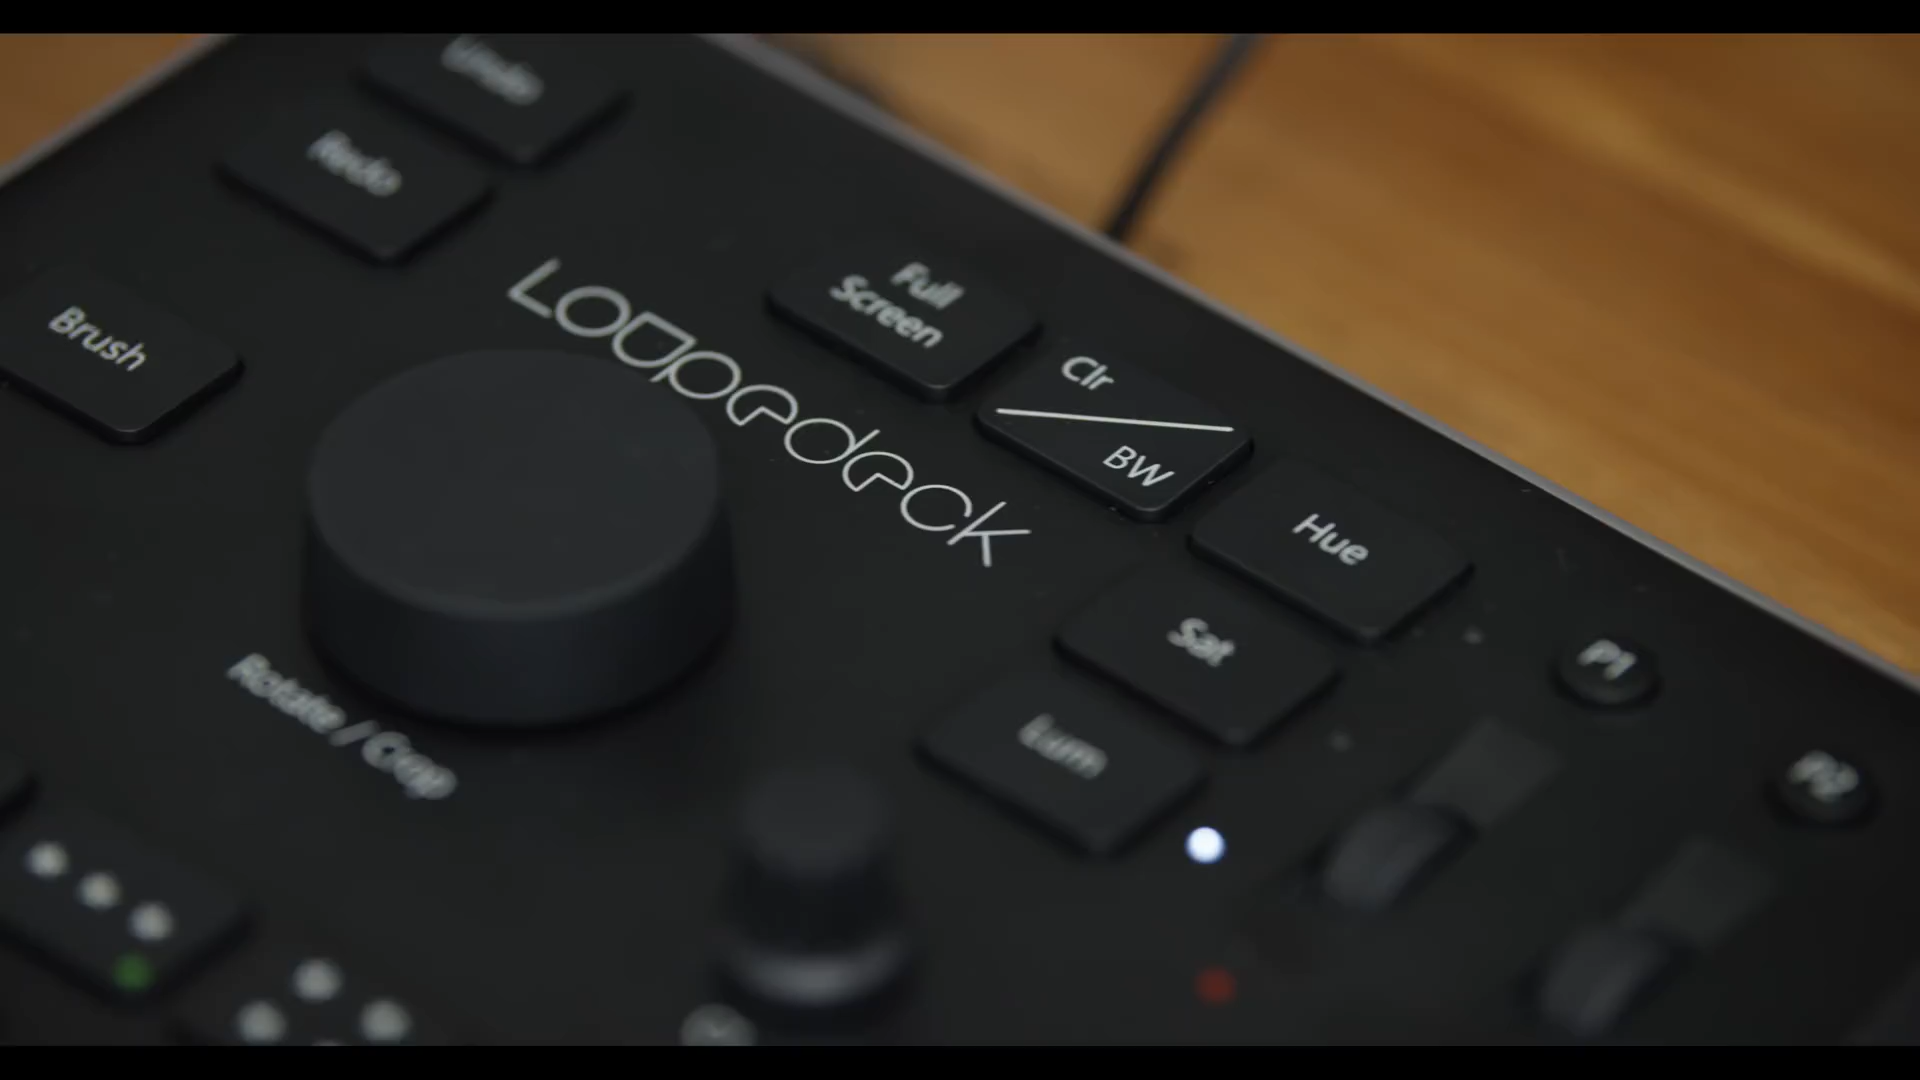 Undo
Redo
Brush
Loupedeck
Full
Screen
Clr
BW
Hue
Sat
Lum
P1
P2
Rotate / Crop